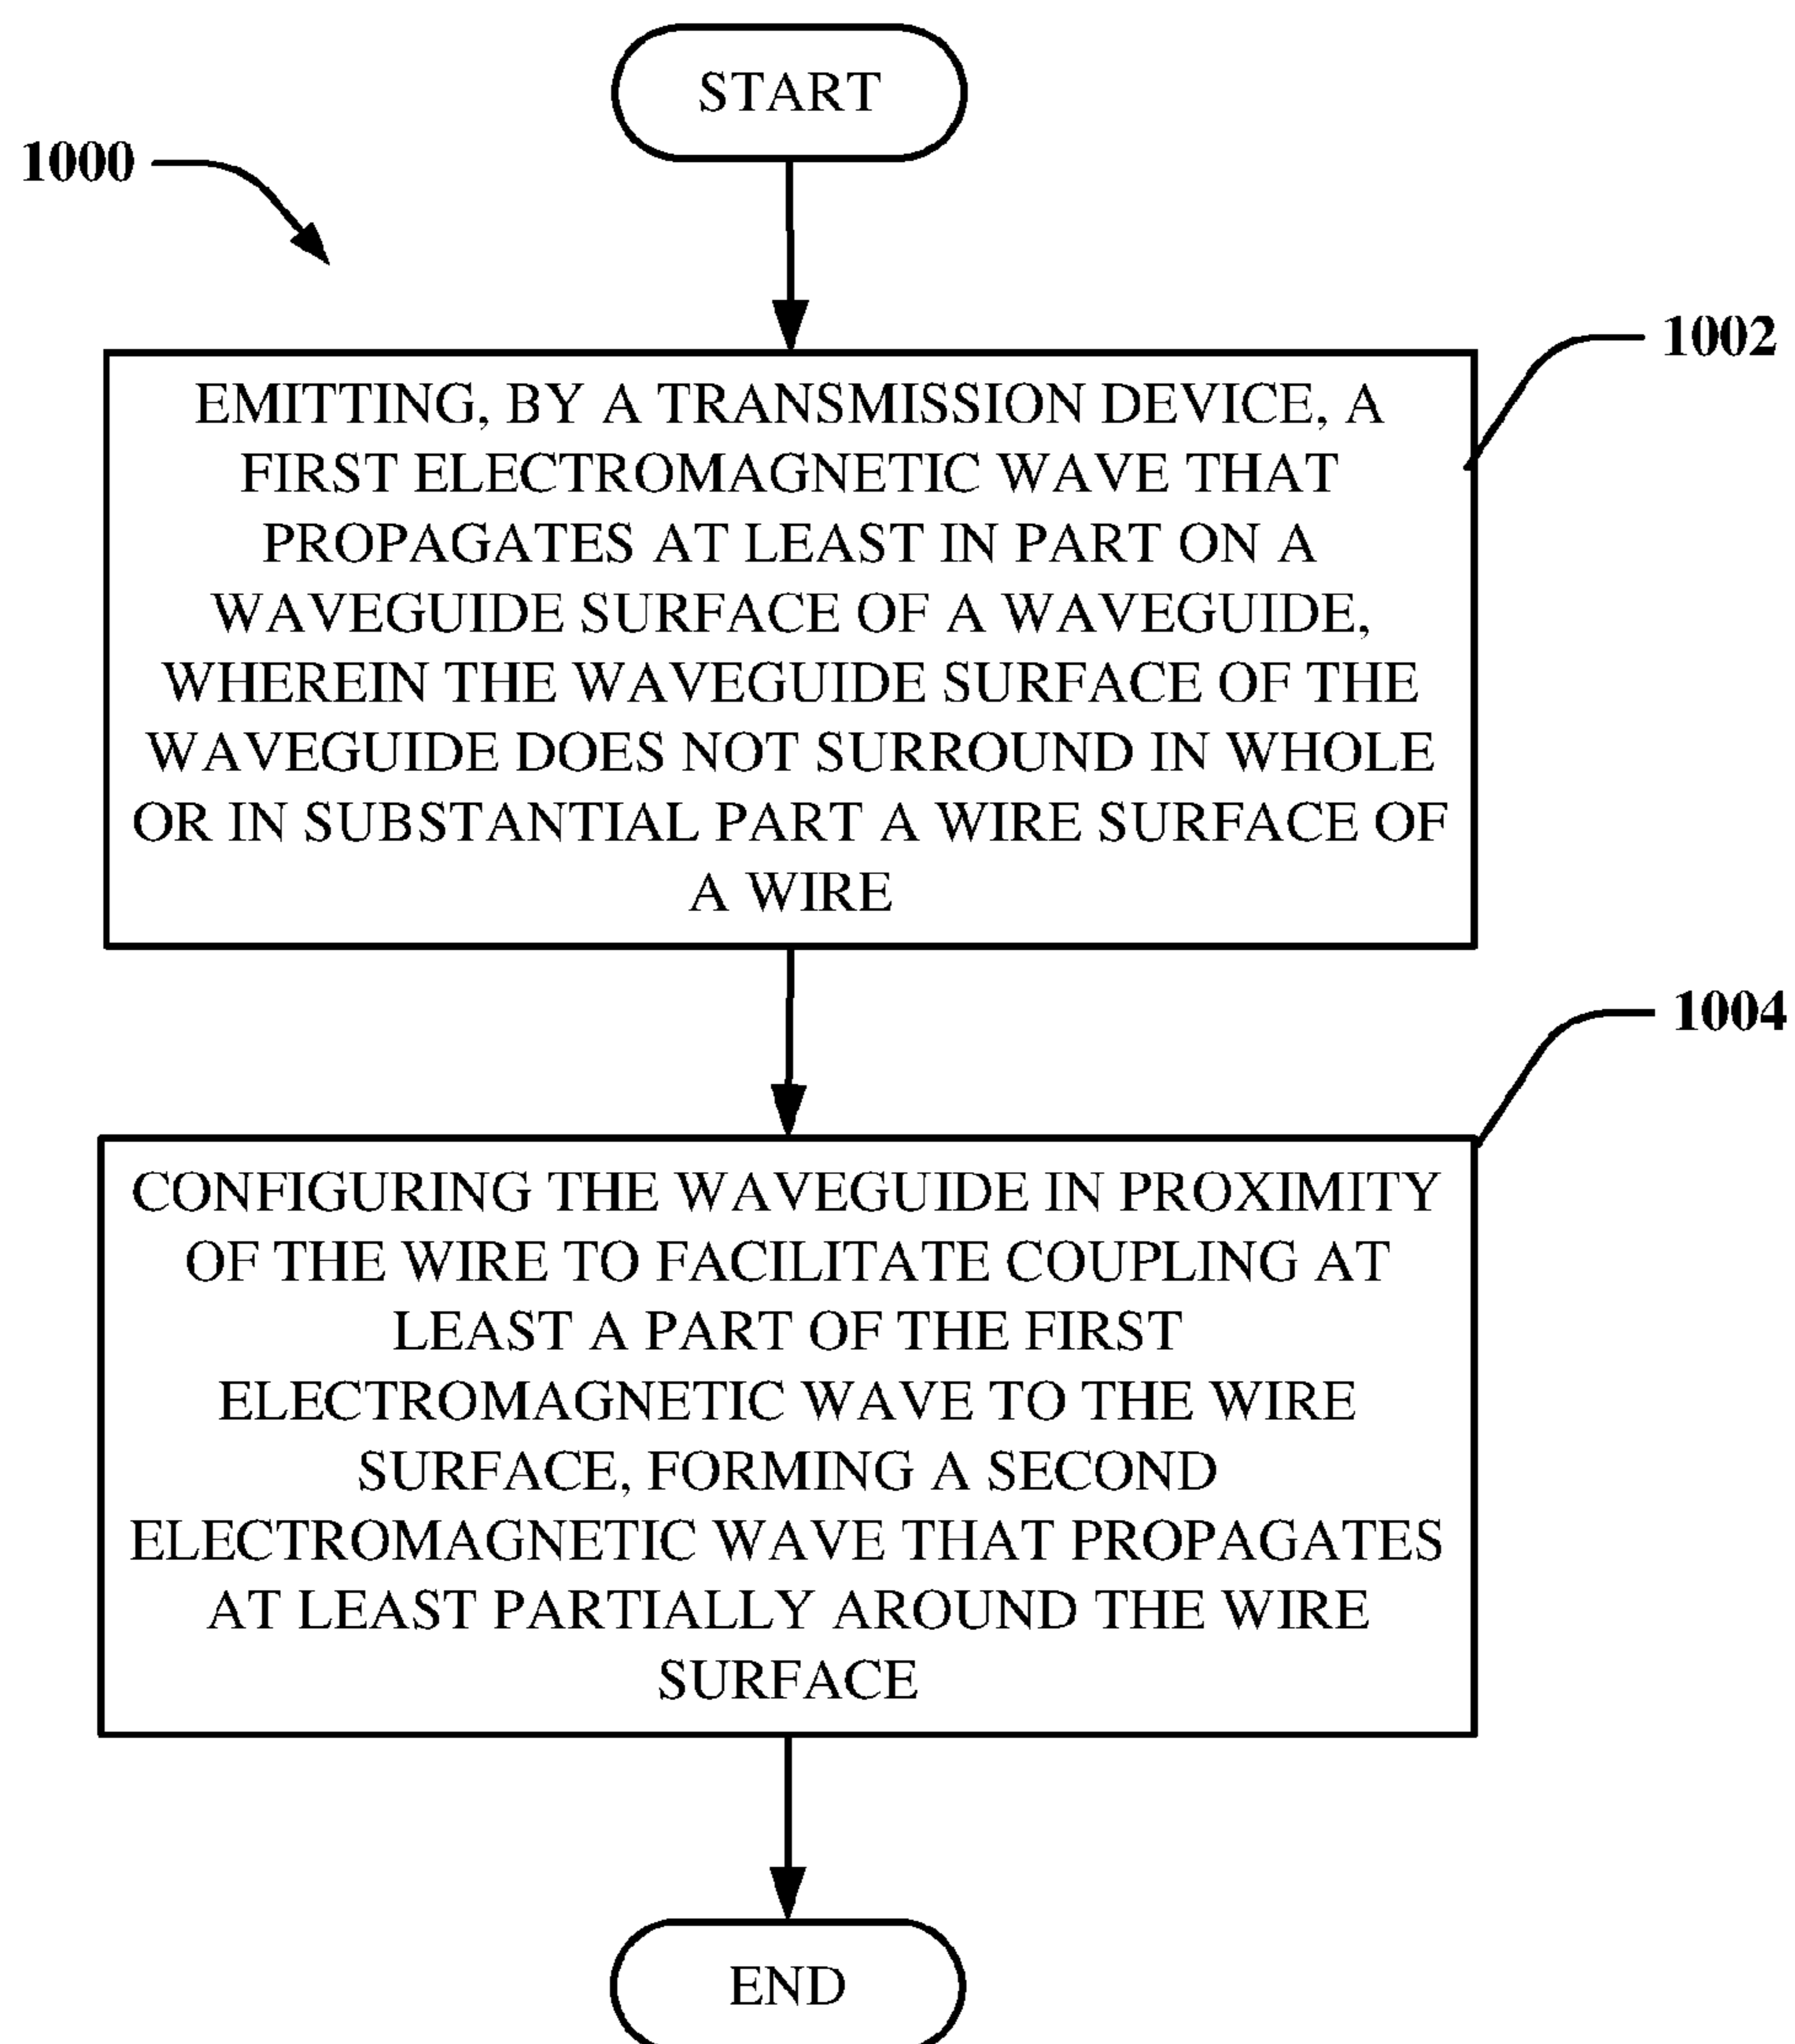 START
1000
1002
EMITTING, BY A TRANSMISSION DEVICE, A
FIRST ELECTROMAGNETIC WAVE THAT
PROPAGATES AT LEAST IN PART ON A
WAVEGUIDE SURFACE OF A WAVEGUIDE,
WHEREIN THE WAVEGUIDE SURFACE OF THE
WAVEGUIDE DOES NOT SURROUND IN WHOLE
OR IN SUBSTANTIAL PART A WIRE SURFACE OF
A WIRE
1004
CONFIGURING THE WAVEGUIDE IN PROXIMITY
OF THE WIRE TO FACILITATE COUPLING AT
LEAST A PART OF THE FIRST
ELECTROMAGNETIC WAVE TO THE WIRE
SURFACE, FORMING A SECOND
ELECTROMAGNETIC WAVE THAT PROPAGATES
AT LEAST PARTIALLY AROUND THE WIRE
SURFACE
END